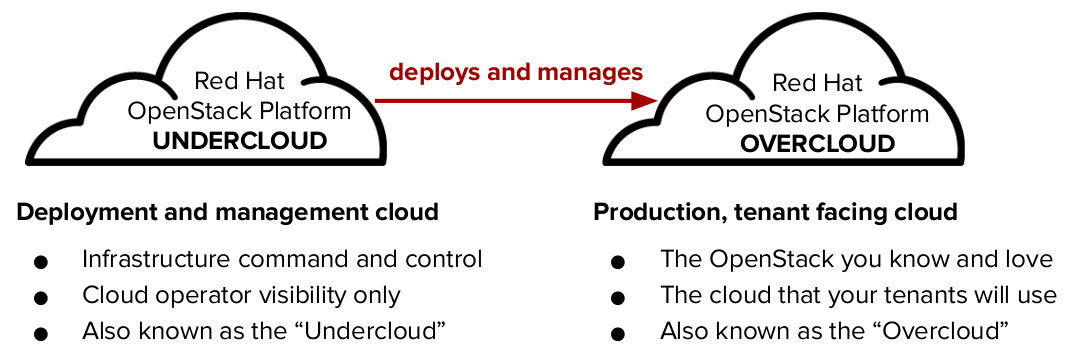 Red Hat
OpenStack Platform
UNDERCLOUD
deploys and manages
Red Hat
OpenStack Platform
OVERCLOUD
Deployment and management cloud
● Infrastructure command and control
● Cloud operator visibility only
● Also known as the “Undercloud”
Production, tenant facing cloud
● The OpenStack you know and love
● The cloud that your tenants will use
● Also known as the “Overcloud”